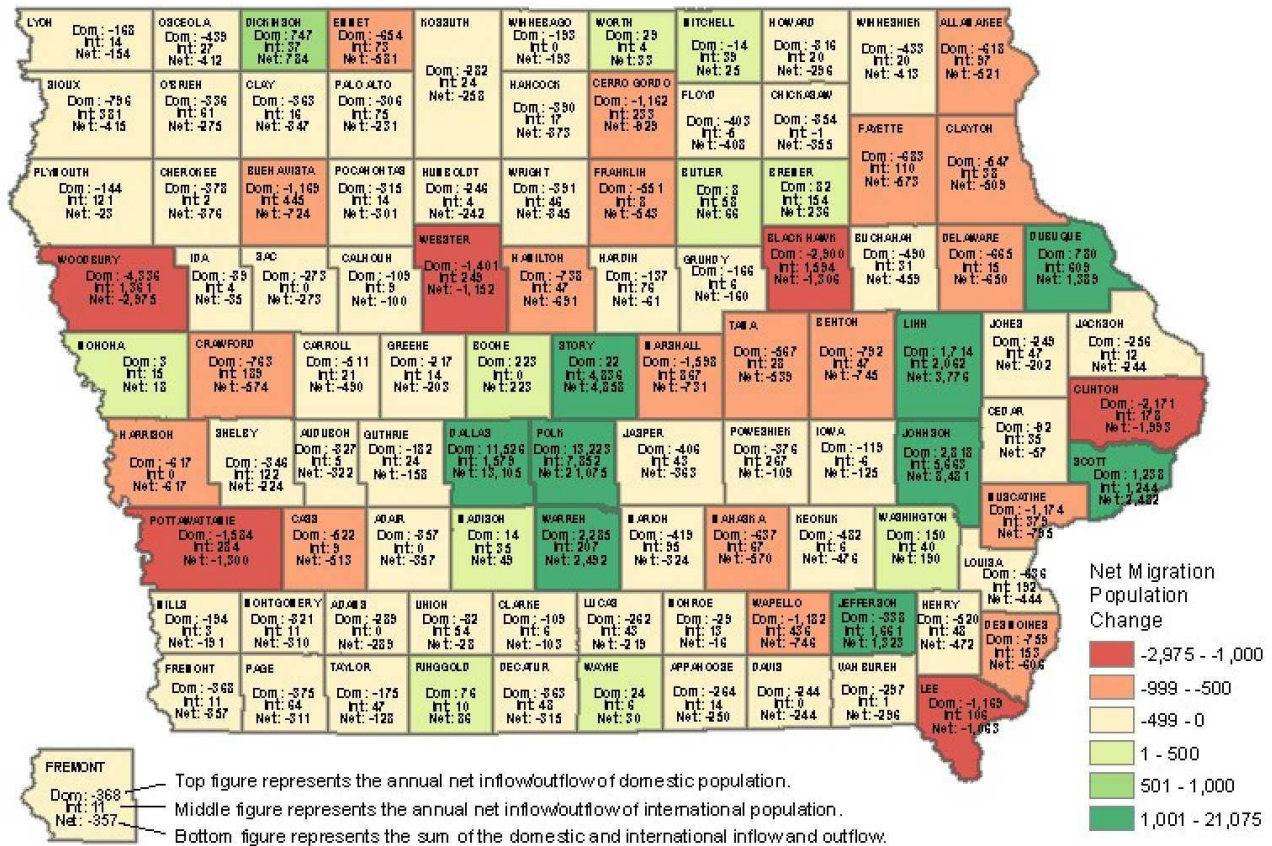 LYON
Dom: -168
Int: 14
Net: -154
OSCEOLA
Dom: -439
Int: 27
Net: -412
DICKINSON
Dom: 747
Int: 37
Net: 784
EMMET
Dom: -654
Int: 73
Net: -581
KOSSUTH
Dom: -282
Int: 24
Net: -258
WINNEBAGO
Dom: -193
Int: 0
Net: -193
WORTH
Dom: 29
Int: 4
Net: 33
MITCHELL
Dom: -14
Int: 39
Net: 25
HOWARD
Dom: -316
Int: 20
Net: -296
WINNESHIEK
Dom: -433
Int: 20
Net: -413
ALLAMAKEE
Dom: -618
Int: 97
Net: -521
SIOUX
Dom: -796
Int: 381
Net: -415
O'BRIEN
Dom: -336
Int: 61
Net: -275
CLAY
Dom: -363
Int: 16
Net: -347
PALO ALTO
Dom: -306
Int: 75
Net: -231
HANCOCK
Dom: -390
Int: 17
Net: -373
CERRO GORDO
Dom: -1,162
Int: 233
Net: -929
FLOYD
Dom: -403
Int: -5
Net: -408
CHICKASAW
Dom: -354
Int: -1
Net: -355
FAYETTE
Dom: -683
Int: 110
Net: -573
CLAYTON
Dom: -547
Int: 38
Net: -509
PLYMOUTH
Dom: -144
Int: 121
Net: -23
CHEROKEE
Dom: -378
Int: 2
Net: -376
BUENA VISTA
Dom: -1,169
Int: 445
Net: -724
POCAHONTAS
Dom: -315
Int: 14
Net: -301
HUMBOLDT
Dom: -246
Int: 4
Net: -242
WRIGHT
Dom: -391
Int: 46
Net: -345
FRANKLIN
Dom: -551
Int: 8
Net: -543
BUTLER
Dom: 8
Int: 58
Net: 66
BREMER
Dom: 82
Int: 154
Net: 236
WOODBURY
Dom: -4,336
Int: 1,361
Net: -2,975
IDA
Dom: -39
Int: 4
Net: -35
SAC
Dom: -273
Int: 0
Net: -273
CALHOUN
Dom: -109
Int: 9
Net: -100
WEBSTER
Dom: -1,401
Int: 249
Net: -1,152
HAMILTON
Dom: -738
Int: 47
Net: -691
HARDIN
Dom: -137
Int: 76
Net: -61
GRUNDY
Dom: -166
Int: 6
Net: -160
BLACK HAWK
Dom: -2,900
Int: 1,594
Net: -1,306
BUCHANAN
Dom: -490
Int: 31
Net: -459
DELAWARE
Dom: -665
Int: 15
Net: -650
DUBUQUE
Dom: 780
Int: 609
Net: 1,389
MONONA
Dom: 3
Int: 15
Net: 18
CRAWFORD
Dom: -763
Int: 189
Net: -574
CARROLL
Dom: -511
Int: 21
Net: -490
GREENE
Dom: -217
Int: 14
Net: -203
BOONE
Dom: 223
Int: 0
Net: 223
STORY
Dom: 22
Int: 4,836
Net: 4,858
MARSHALL
Dom: -1,598
Int: 867
Net: -731
TAMA
Dom: -567
Int: 28
Net: -539
BENTON
Dom: -792
Int: 47
Net: -745
LINN
Dom: 1,714
Int: 2,062
Net: 3,776
JONES
Dom: -249
Int: 47
Net: -202
JACKSON
Dom: -256
Int: 12
Net: -244
CLINTON
Dom: -2,171
Int: 178
Net: -1,993
HARRISON
Dom: -617
Int: 0
Net: -617
SHELBY
Dom: -346
Int: 122
Net: -224
AUDUBON
Dom: -327
Int: 5
Net: -322
GUTHRIE
Dom: -182
Int: 24
Net: -158
DALLAS
Dom: 11,526
Int: 1,579
Net: 13,105
POLK
Dom: 13,223
Int: 7,852
Net: 21,075
JASPER
Dom: -406
Int: 43
Net: -363
POWESHIEK
Dom: -376
Int: 267
Net: -109
IOWA
Dom: -119
Int: -6
Net: -125
JOHNSON
Dom: 2,818
Int: 5,663
Net: 8,481
CEDAR
Dom: -92
Int: 35
Net: -57
SCOTT
Dom: 1,238
Int: 1,244
Net: 2,482
MUSCATINE
Dom: -1,174
Int: 379
Net: -795
POTTAWATTAMIE
Dom: -1,584
Int: 284
Net: -1,300
CASS
Dom: -522
Int: 9
Net: -513
ADAIR
Dom: -357
Int: 0
Net: -357
MADISON
Dom: 14
Int: 35
Net: 49
WARREN
Dom: 2,285
Int: 207
Net: 2,492
MARION
Dom: -419
Int: 95
Net: -324
MAHASKA
Dom: -637
Int: 67
Net: -570
KEOKUK
Dom: -482
Int: 6
Net: -476
WASHINGTON
Dom: 150
Int: 40
Net: 190
LOUISA
Dom: -636
Int: 192
Net: -444
MILLS
Dom: -194
Int: 3
Net: -191
MONTGOMERY
Dom: -321
Int: 11
Net: -310
ADAMS
Dom: -289
Int: 0
Net: -289
UNION
Dom: -82
Int: 54
Net: -28
CLARKE
Dom: -109
Int: 6
Net: -103
LUCAS
Dom: -262
Int: 43
Net: -219
MONROE
Dom: -29
Int: 13
Net: -16
WAPELLO
Dom: -1,182
Int: 436
Net: -746
JEFFERSON
Dom: -338
Int: 1,661
Net: 1,323
HENRY
Dom: -520
Int: 48
Net: -472
DES MOINES
Dom: -759
Int: 153
Net: -606
FREMONT
Dom: -368
Int: 11
Net: -357
PAGE
Dom: -375
Int: 64
Net: -311
TAYLOR
Dom: -175
Int: 47
Net: -128
RINGGOLD
Dom: 76
Int: 10
Net: 86
DECATUR
Dom: -363
Int: 48
Net: -315
WAYNE
Dom: 24
Int: 6
Net: 30
APPANOOSE
Dom: -264
Int: 14
Net: -250
DAVIS
Dom: -244
Int: 0
Net: -244
VAN BUREN
Dom: -297
Int: 1
Net: -296
LEE
Dom: -1,169
Int: 106
Net: -1,063
Net Migration
Population
Change
-2,975 - -1,000
-999 - -500
-499 - 0
1 - 500
501 - 1,000
1,001 - 21,075
FREMONT
Dom: -368
Int: 11
Net: -357
Top figure represents the annual net inflow/outflow of domestic population.
Middle figure represents the annual net inflow/outflow of international population.
Bottom figure represents the sum of the domestic and international inflow and outflow.